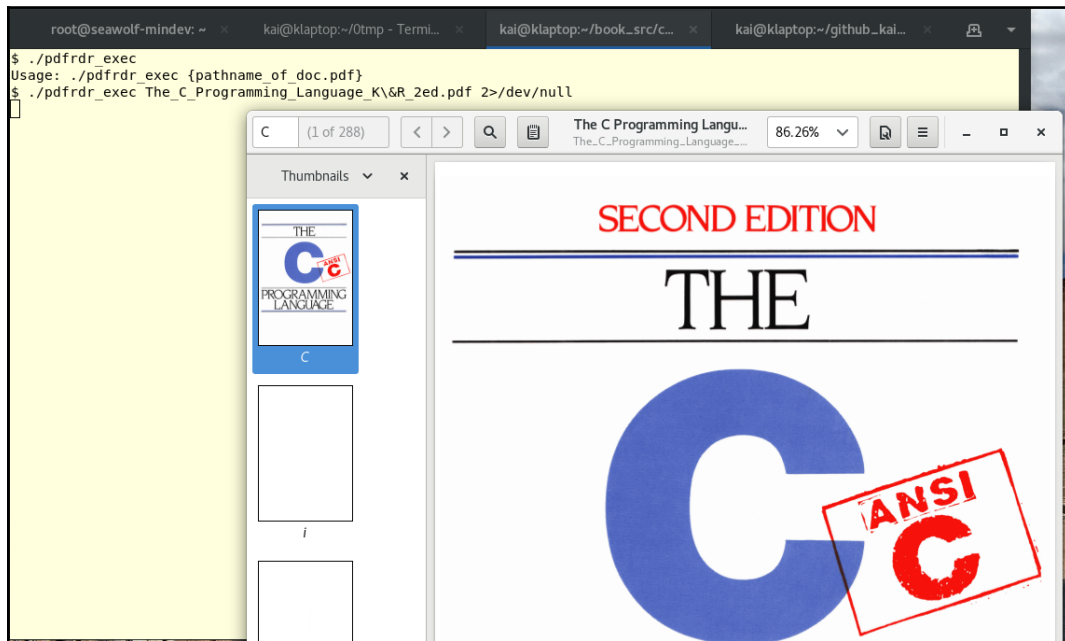 root@seawolf-mindev: ~ ×
kai@klaptop:~/0tmp - Termi... ×
kai@klaptop:~/book_src/c... ×
kai@klaptop:~/github_kai... ×
$ ./pdfrdr_exec
Usage: ./pdfrdr_exec {pathname_of_doc.pdf}
$ ./pdfrdr_exec The_C_Programming_Language_K\&R_2ed.pdf 2>/dev/null
C
(1 of 288)
The C Programming Langu...
The_C_Programming_Language_...
86.26%
Thumbnails
THE
C
ANSI
C
PROGRAMMING
LANGUAGE
C
i
SECOND EDITION
THE
C
ANSI
C